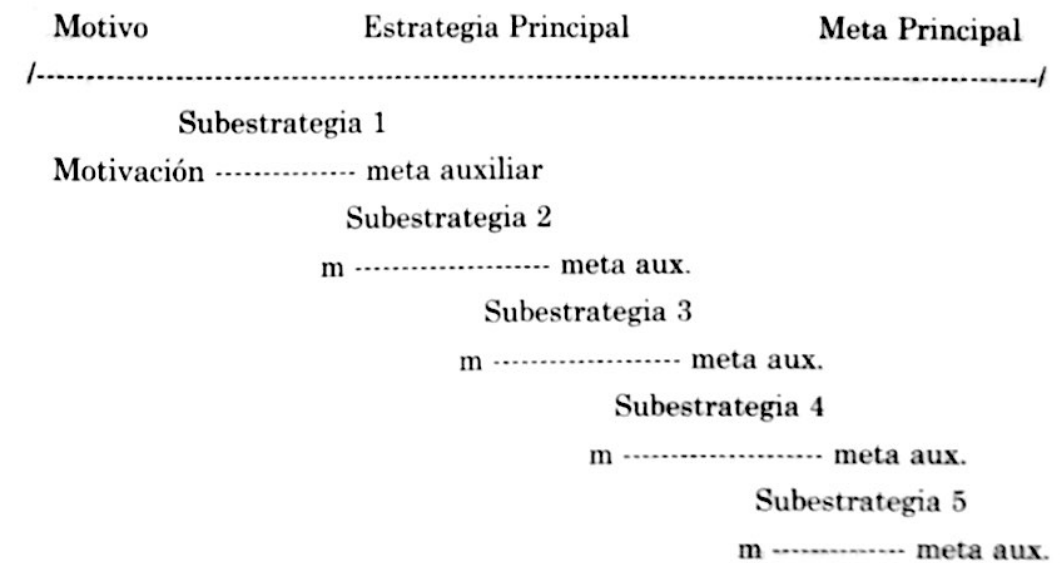 Motivo Estrategia Principal Meta Principal
/------------------------------------------------------------/
Subestrategia 1
Motivación --------------- meta auxiliar
Subestrategia 2
m --------------------- meta aux.
Subestrategia 3
m -------------------- meta aux.
Subestrategia 4
m --------------------- meta aux.
Subestrategia 5
m -------------- meta aux.